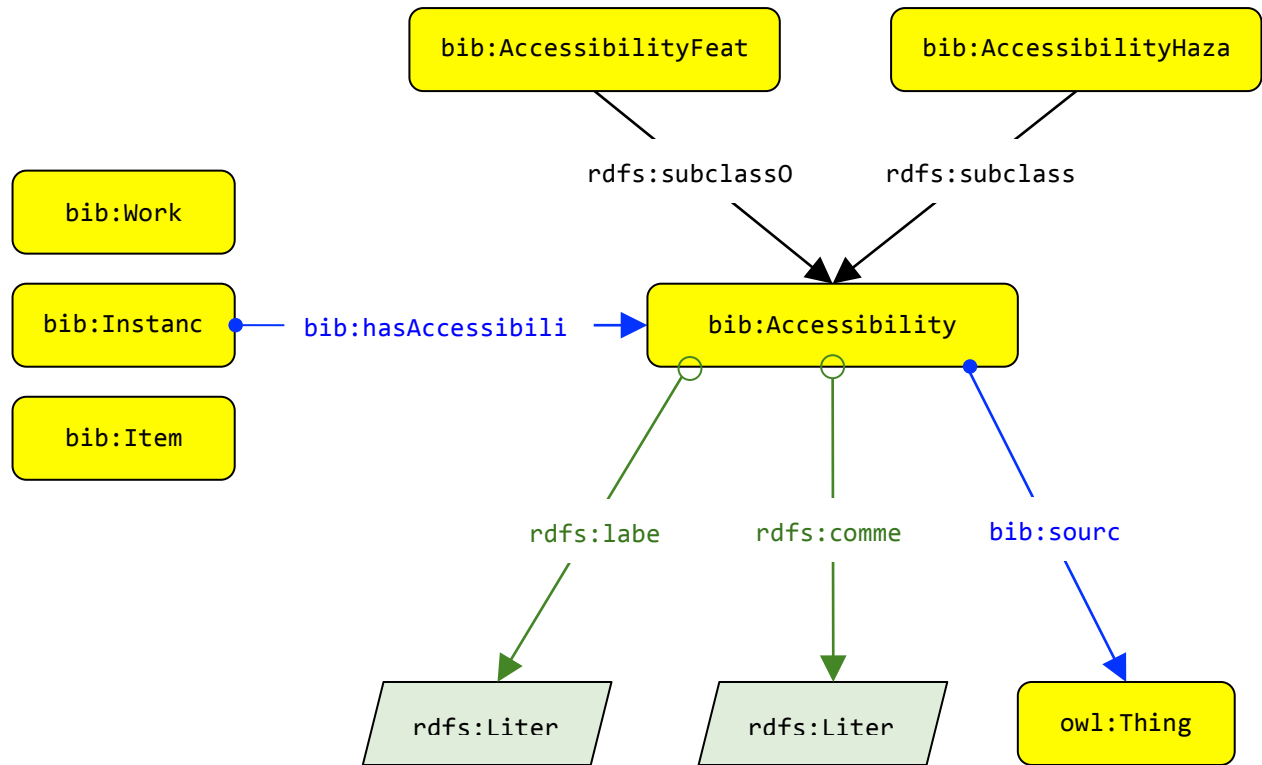 bib:AccessibilityFeat
bib:AccessibilityHaza
rdfs:subclassO
rdfs:subclass
bib:Work
bib:Instanc
bib:hasAccessibili
bib:Accessibility
bib:Item
rdfs:labe
rdfs:comme
bib:sourc
rdfs:Liter
rdfs:Liter
owl:Thing